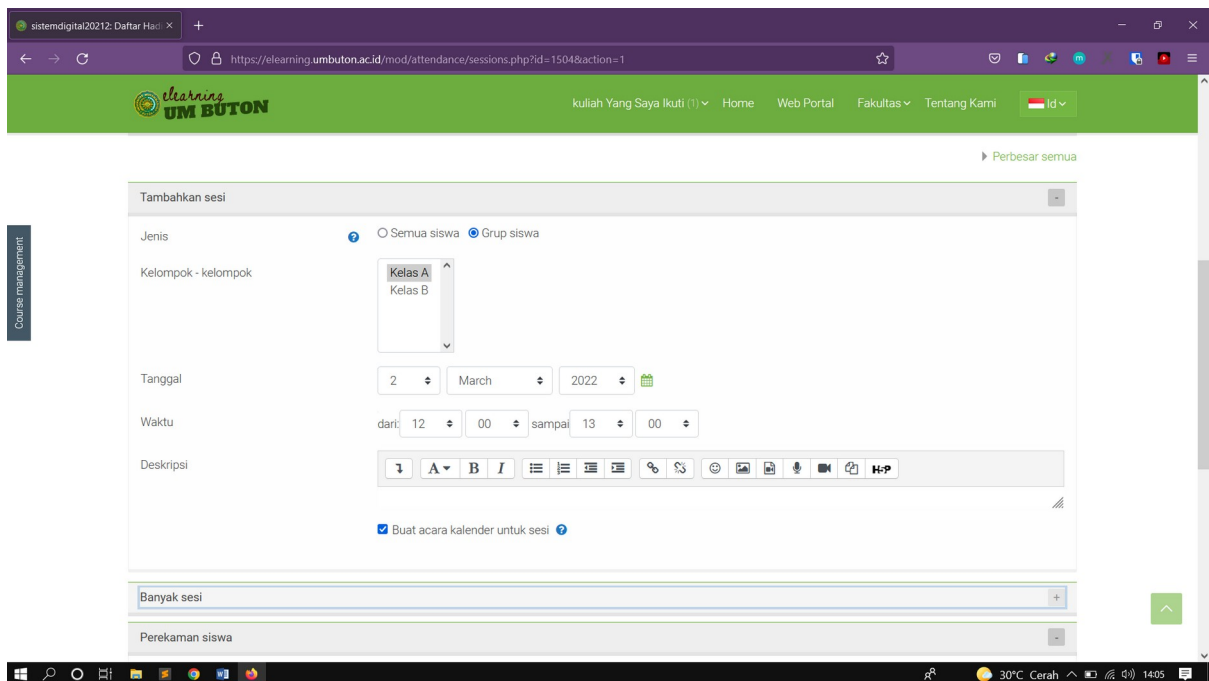 sistemdigital20212: Daftar Hadi
https://elearning.umbuton.ac.id/mod/attendance/sessions.php?id=1504&action=1
elearning
UM BUTON
kuliah Yang Saya Ikuti (1) Home Web Portal Fakultas Tentang Kami Id
Perbesar semua
Tambahkan sesi
Course management
Jenis Semua siswa Grup siswa
Kelompok - kelompok Kelas A
Kelas B
Tanggal 2 March 2022
Waktu dari: 12 00 sampai 13 00
Deskripsi A B I H5P
Buat acara kalender untuk sesi
Banyak sesi +
Perekaman siswa -
30°C Cerah 14:05